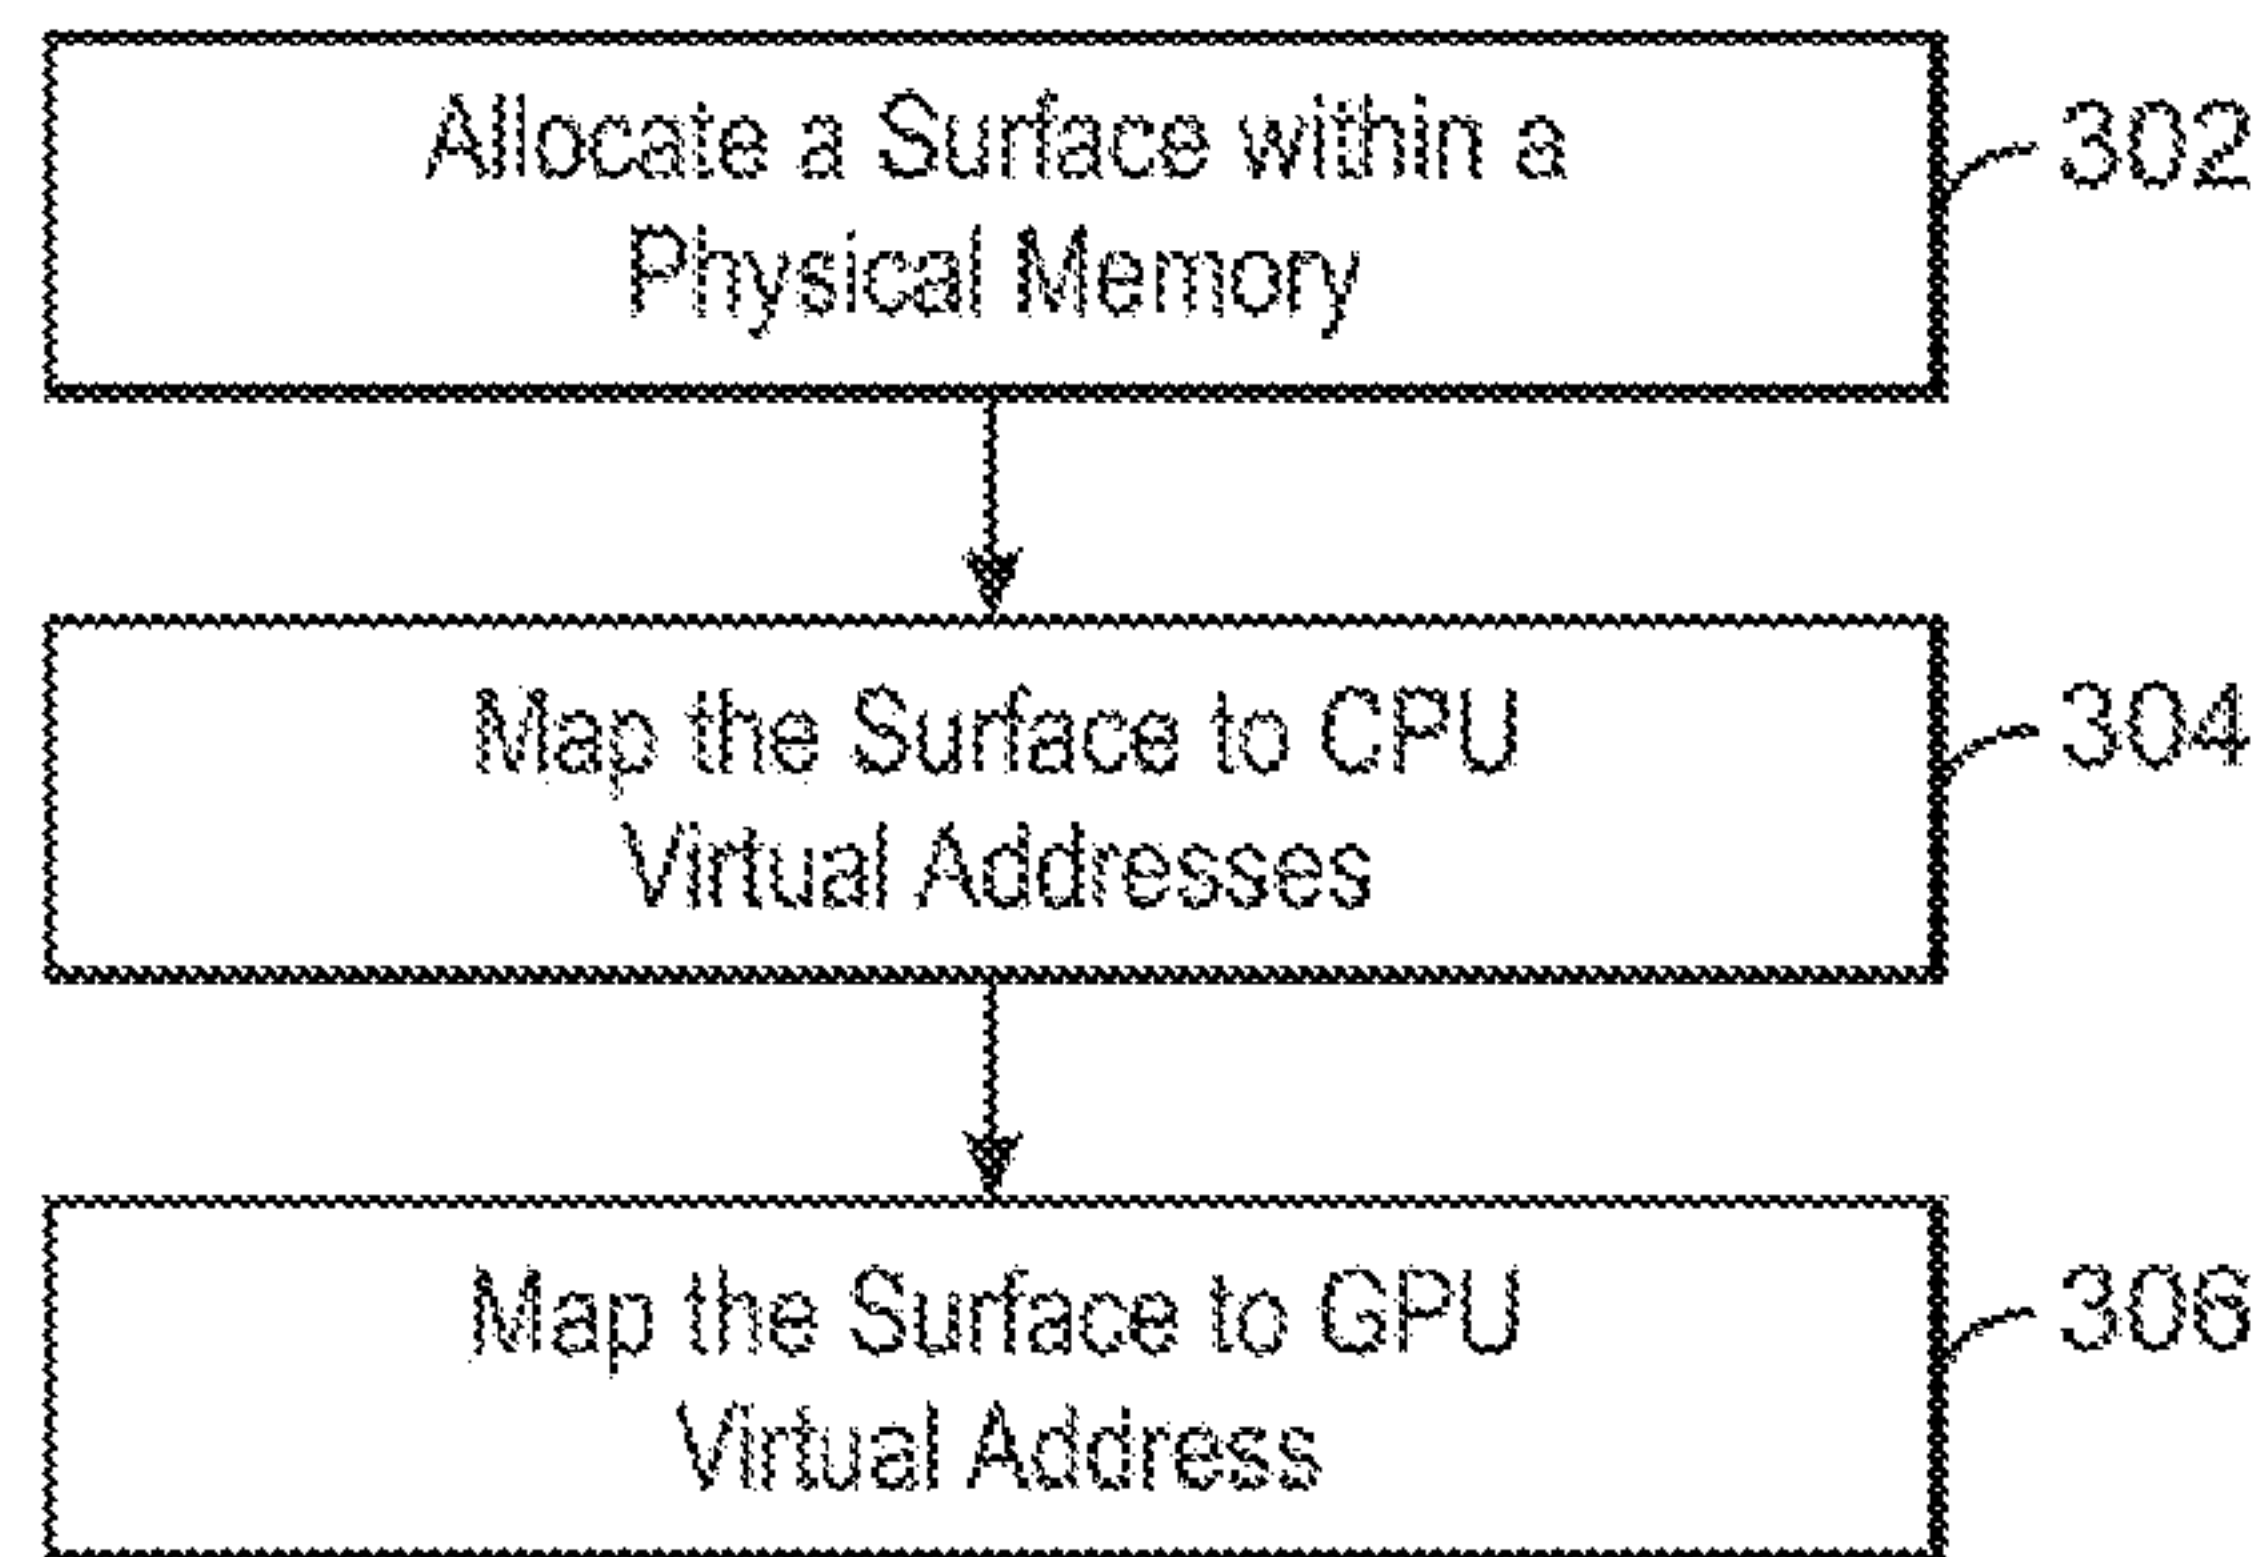 Allocate a Surface within a
Physical Memory
302
Map the Surface to CPU
Virtual Addresses
304
Map the Surface to GPU
Virtual Address
306